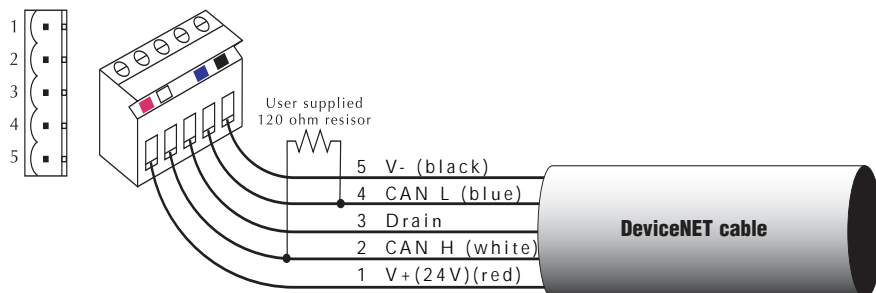 1
2
3
4
5
User supplied
120 ohm resisor
5 V- (black)
4 CAN L (blue)
3 Drain
2 CAN H (white)
1 V+(24V)(red)
DeviceNET cable